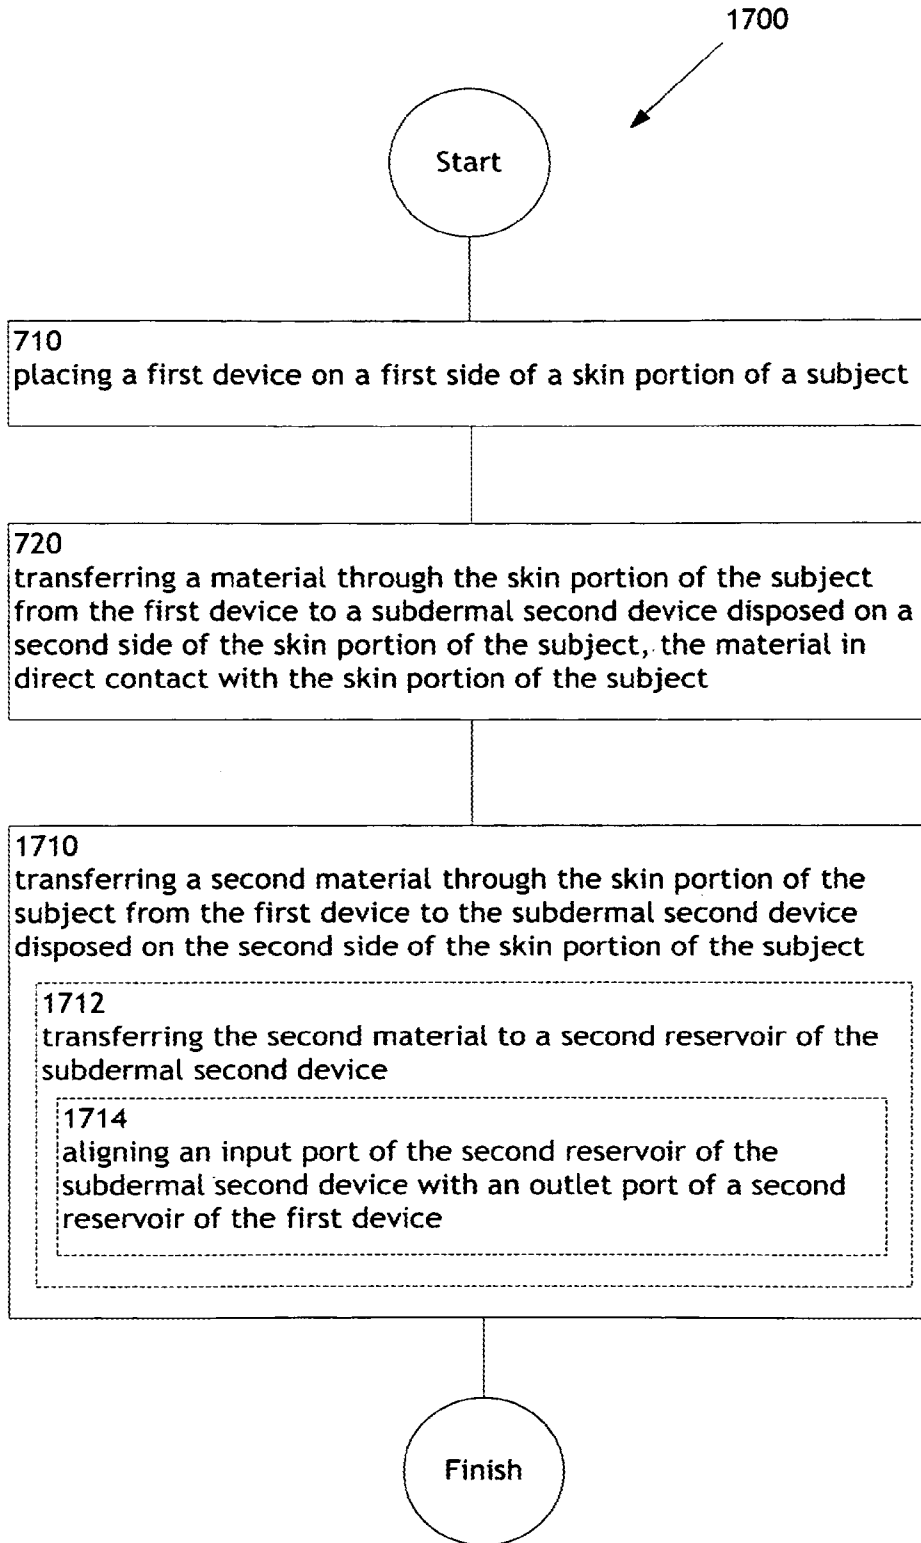 1700
Start
710
placing a first device on a first side of a skin portion of a subject
720
transferring a material through the skin portion of the subject
from the first device to a subdermal second device disposed on a
second side of the skin portion of the subject, the material in
direct contact with the skin portion of the subject
1710
transferring a second material through the skin portion of the
subject from the first device to the subdermal second device
disposed on the second side of the skin portion of the subject
1712
transferring the second material to a second reservoir of the
subdermal second device
1714
aligning an input port of the second reservoir of the
subdermal second device with an outlet port of a second
reservoir of the first device
Finish